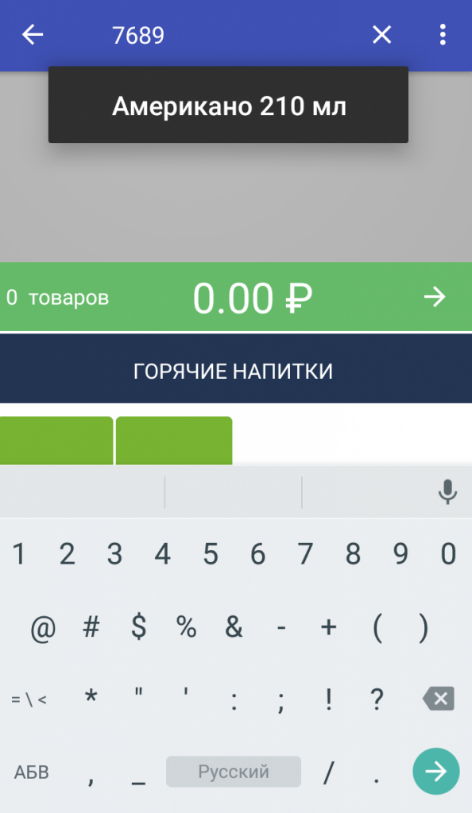 7689
Американо 210 мл
0 товаров
0.00 ₽
ГОРЯЧИЕ НАПИТКИ
1 2 3 4 5 6 7 8 9 0
@ # $ % & - + ( )
= \ < * " ' : ; ! ?
АБВ , _ Русский / .